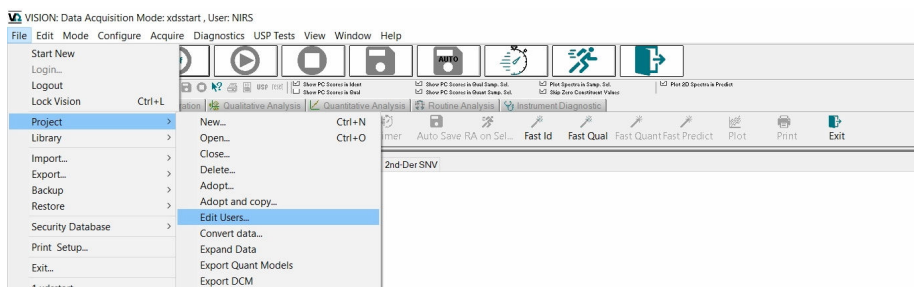 VISION: Data Acquisition Mode: xdsstart , User: NIRS
File Edit Mode Configure Acquire Diagnostics USP Tests View Window Help
Start New
Login...
Logout
Lock Vision Ctrl+L
Project >
Library >
Import... >
Export... >
Backup >
Restore >
Security Database >
Print Setup...
Exit...
New... Ctrl+N
Open... Ctrl+O
Close...
Delete...
Adopt...
Adopt and copy...
Edit Users...
Convert data...
Expand Data
Export Quant Models
Export DCM
AUTO
USP
Show PC Scores in Ident
Show PC Scores in Qual
Show PC Scores in Qual Samp. Sel.
Show PC Scores in Quant Samp. Sel.
Plot Spectra in Samp. Sel.
Skip Zero Constituent Values
Plot 2D Spectra in Predict
Qualitative Analysis Quantitative Analysis Routine Analysis Instrument Diagnostic
Auto Save RA on Sel... Fast Id Fast Qual Fast Quant Fast Predict Plot Print Exit
2nd-Der SNV